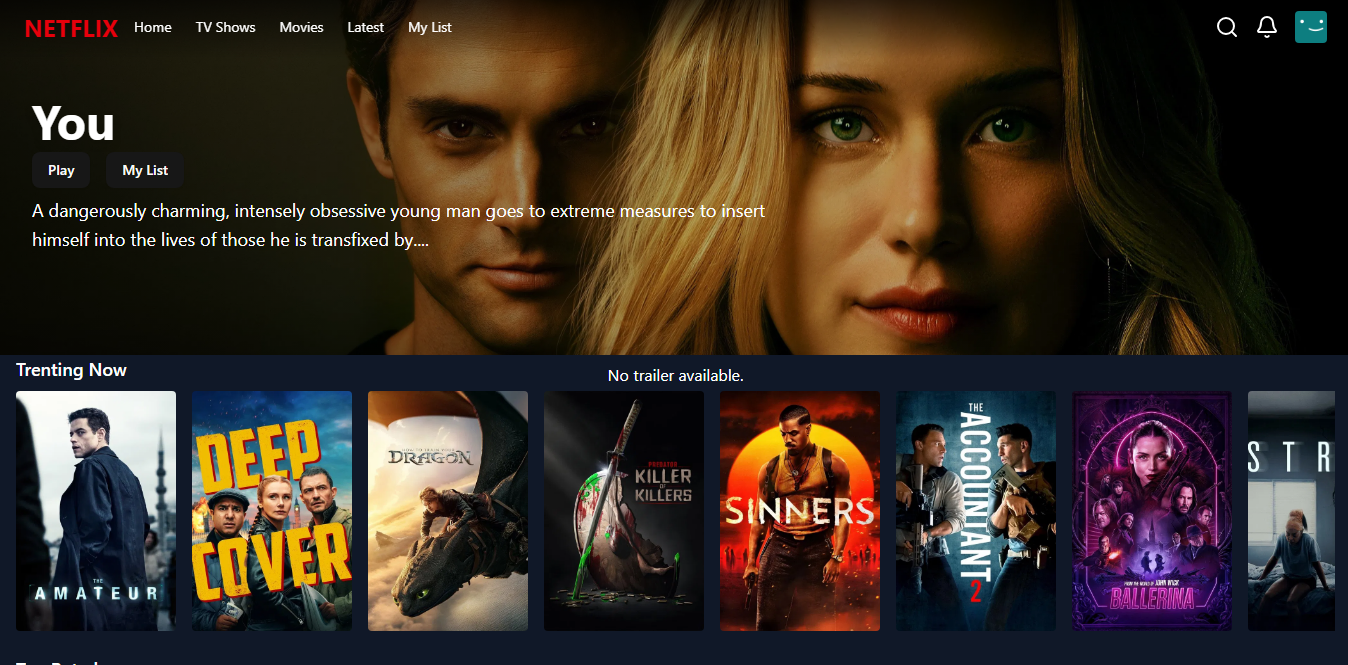 NETFLIX Home TV Shows Movies Latest My List
You
Play My List
A dangerously charming, intensely obsessive young man goes to extreme measures to insert
himself into the lives of those he is transfixed by....
Trenting Now
No trailer available.
THE
AMATEUR
DEEP
COVER
DRAGON
PREDATOR
KILLER
OF
KILLERS
SINNERS
THE
ACCOUNTANT
2
FROM THE WORLD OF JOHN WICK
BALLERINA
STR